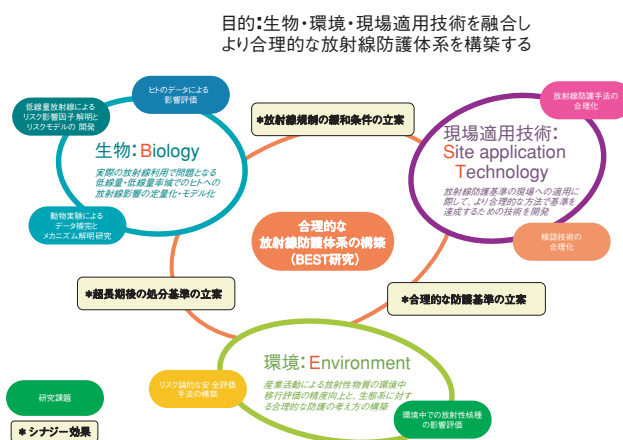 目的:生物・環境・現場適用技術を融合し
より合理的な放射線防護体系を構築する
ヒトのデータによる
影響評価
低線量放射線による
リスク影響因子 解明と
リスクモデルの 開発
生物: Biology
実際の放射線利用で問題となる
低線量・低線量率域でのヒトへの
放射線影響の定量化・モデル化
動物実験による
データ補完と
メカニズム解明研究
＊放射線規制の緩和条件の立案
放射線防護手法の
合理化
現場適用技術:
Site application
Technology
放射線防護基準の現場への適用に
際して、より合理的な方法で基準を
達成するための技術を開発
検認技術の
合理化
合理的な
放射線防護体系の構築
(BEST研究)
＊超長期後の処分基準の立案
＊合理的な防護基準の立案
環境: Environment
産業活動による放射性物質の環境中
移行評価の精度向上と、生態系に対す
る合理的な防護の考え方の構築
リスク論的な安 全評価
手法の構築
環境中での放射性核種
の影響評価
研究課題
＊シナジー効果